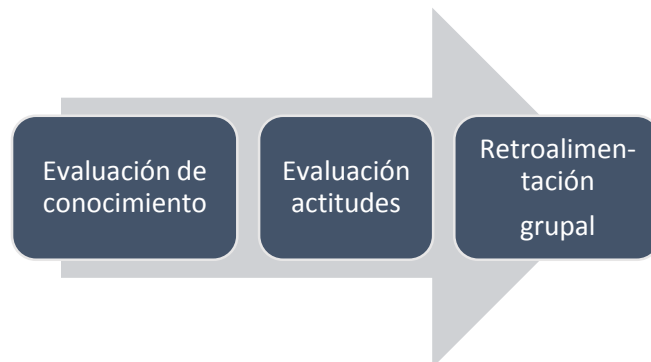 Evaluación de
conocimiento
Evaluación
actitudes
Retroalimen-
tación
grupal